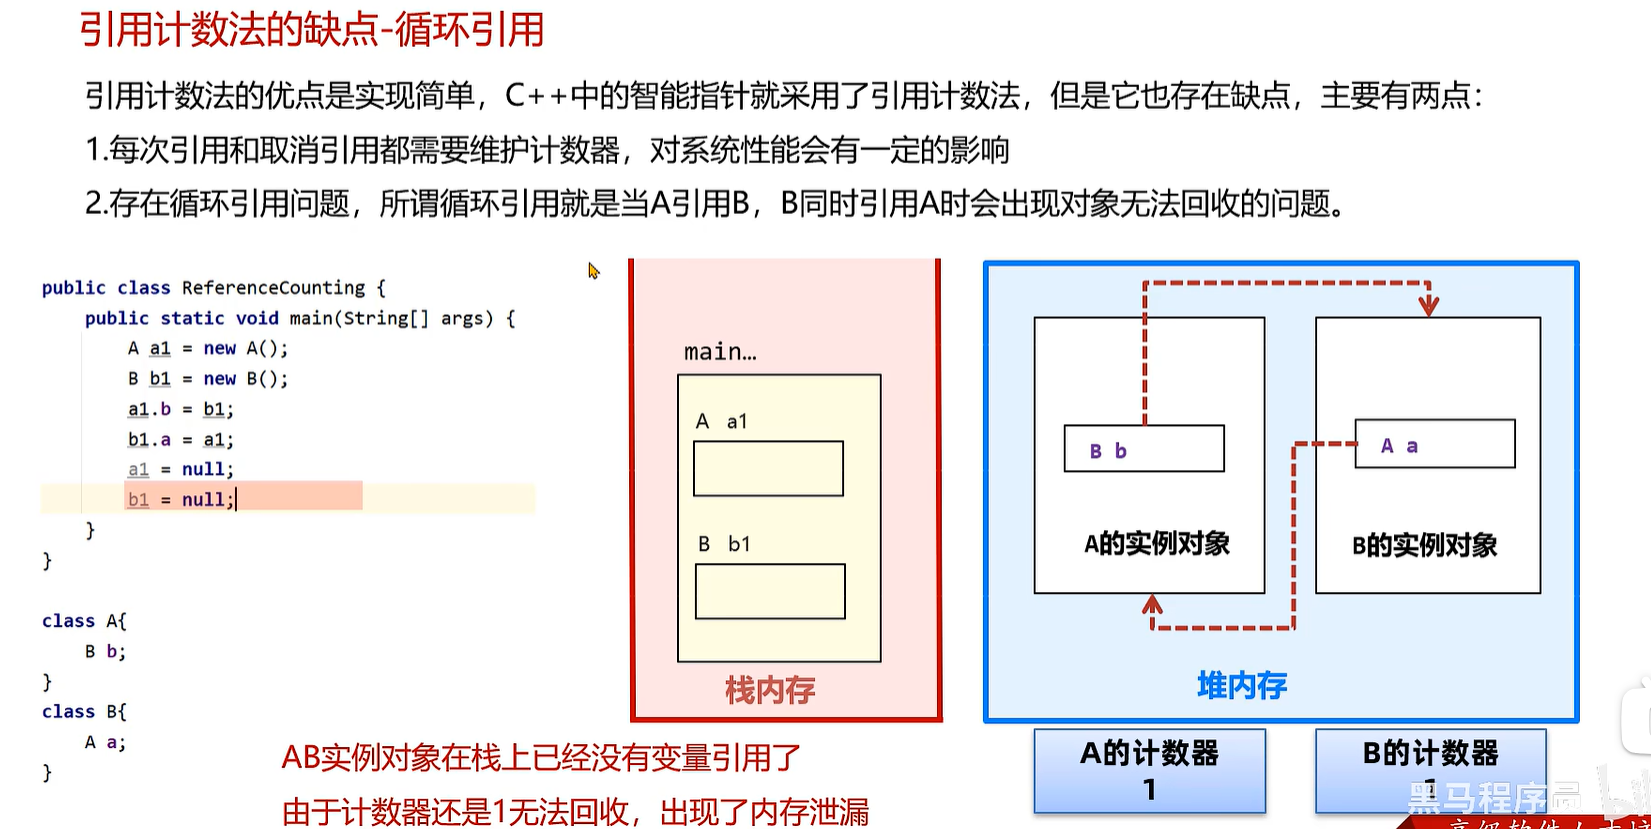 引用计数法的缺点-循环引用
引用计数法的优点是实现简单，C++中的智能指针就采用了引用计数法，但是它也存在缺点，主要有两点：
1.每次引用和取消引用都需要维护计数器，对系统性能会有一定的影响
2.存在循环引用问题，所谓循环引用就是当A引用B，B同时引用A时会出现对象无法回收的问题。
public class ReferenceCounting {
public static void main(String[] args) {
A a1 = new A();
B b1 = new B();
a1.b = b1;
b1.a = a1;
a1 = null;
b1 = null;
}
}
class A{
B b;
}
class B{
A a;
}
main…
A a1
B b1
栈内存
B b
A的实例对象
A a
B的实例对象
堆内存
AB实例对象在栈上已经没有变量引用了
由于计数器还是1无法回收，出现了内存泄漏
A的计数器
1
B的计数器
1
黑马程序员